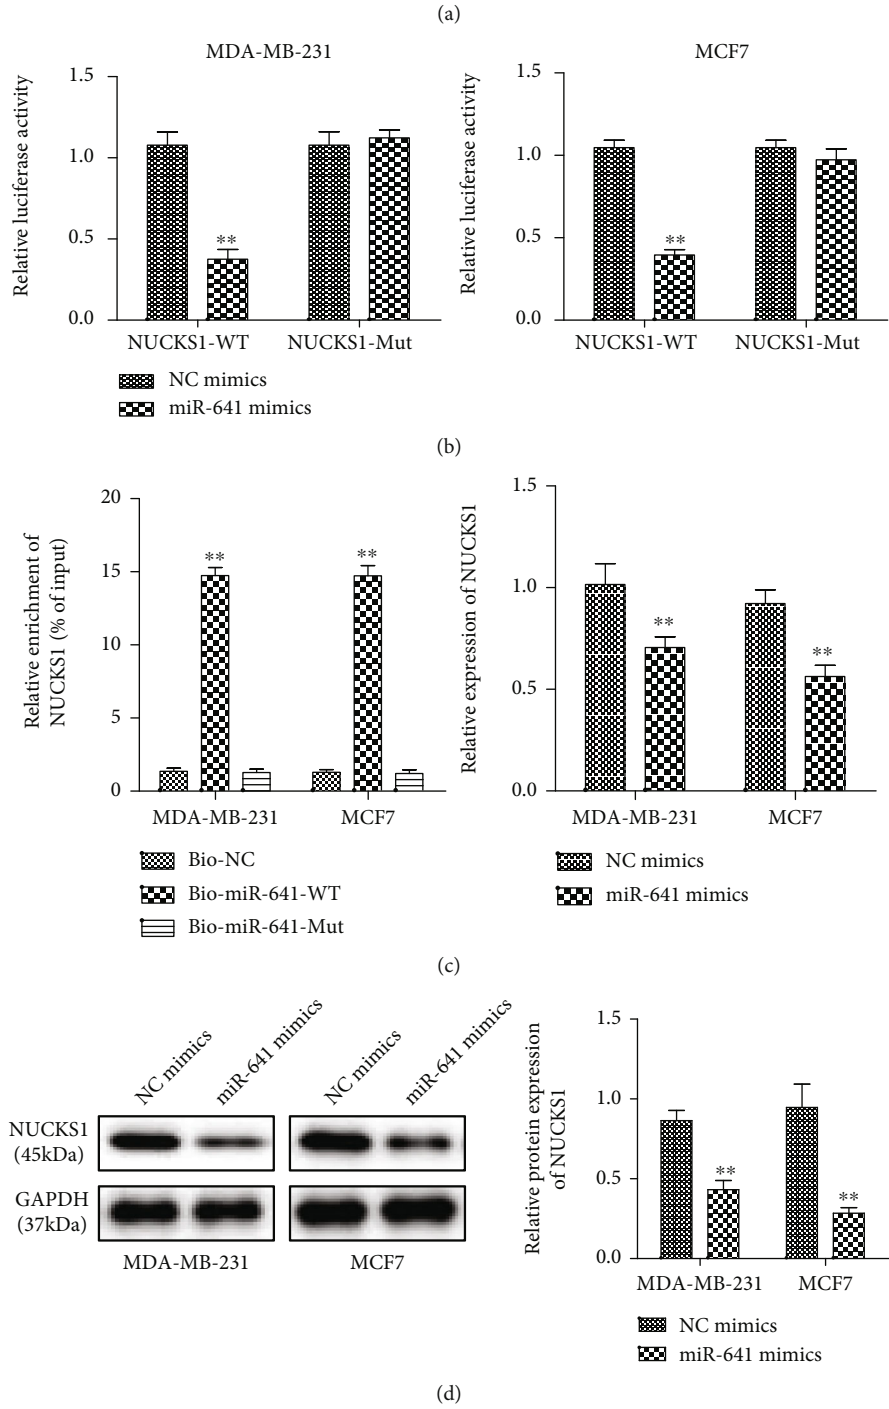 (a)
MDA-MB-231
MCF7
Relative luciferase activity
1.5
1.0
0.5
0.0
**
NUCKS1-WT
NUCKS1-Mut
Relative luciferase activity
1.5
1.0
0.5
0.0
**
NUCKS1-WT
NUCKS1-Mut
NC mimics
miR-641 mimics
(b)
Relative enrichment of
NUCKS1 (% of input)
20
15
10
5
0
**
**
MDA-MB-231
MCF7
Bio-NC
Bio-miR-641-WT
Bio-miR-641-Mut
Relative expression of NUCKS1
1.5
1.0
0.5
0.0
**
**
MDA-MB-231
MCF7
NC mimics
miR-641 mimics
(c)
NC mimics
miR-641 mimics
NC mimics
miR-641 mimics
NUCKS1
(45kDa)
GAPDH
(37kDa)
MDA-MB-231
MCF7
Relative protein expression
of NUCKS1
1.5
1.0
0.5
0.0
**
**
MDA-MB-231
MCF7
NC mimics
miR-641 mimics
(d)